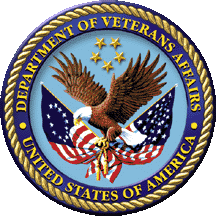 DEPARTMENT OF VETERANS AFFAIRS
UNITED STATES OF AMERICA